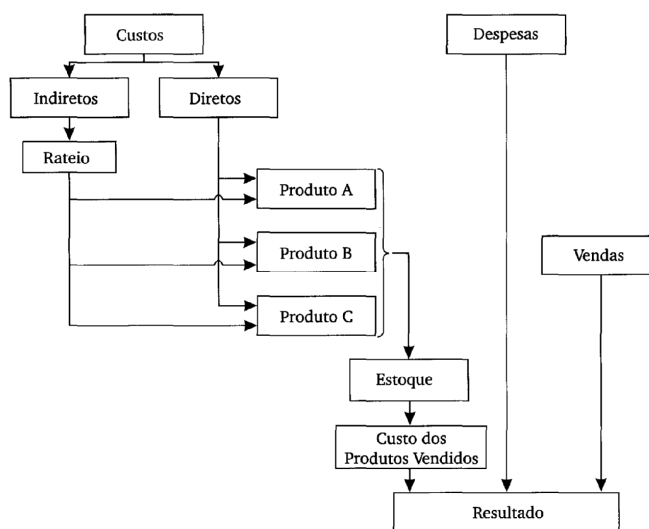 Custos
Despesas
Indiretos
Diretos
Rateio
Produto A
Produto B
Vendas
Produto C
Estoque
Custo dos
Produtos Vendidos
Resultado